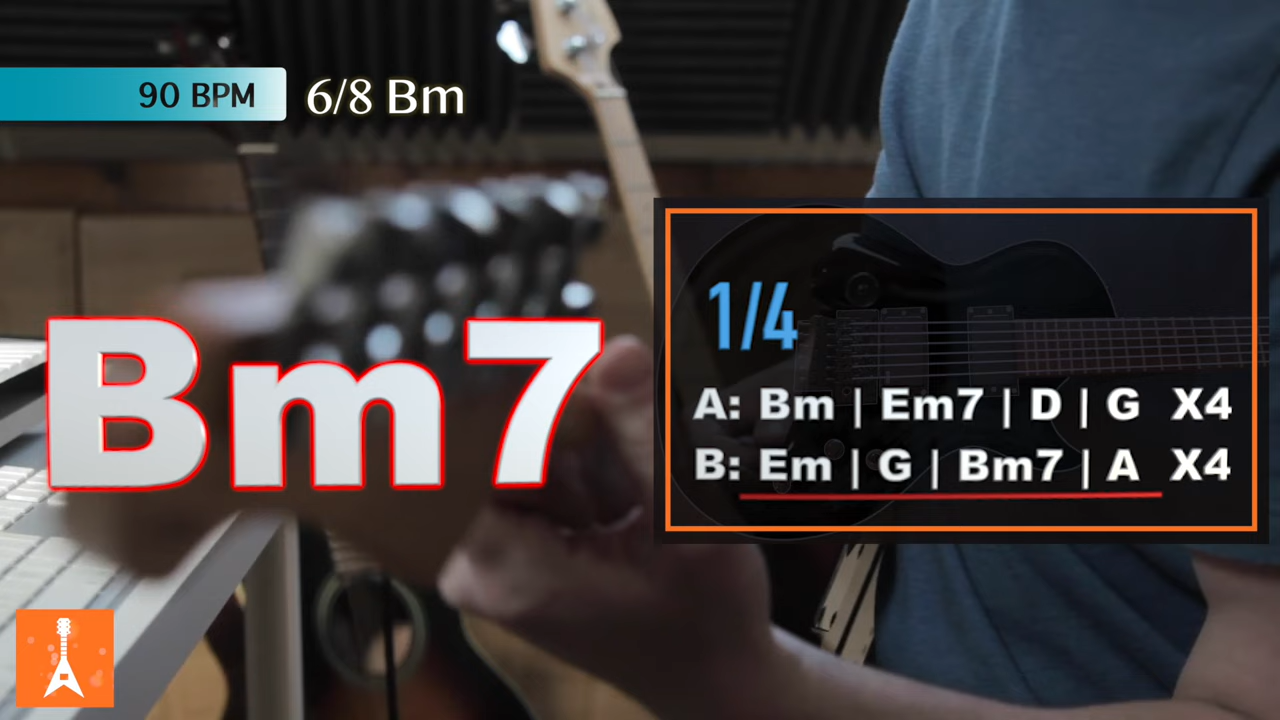 90 BPM 6/8 Bm
Bm7
1/4
A: Bm | Em7 | D | G X4
B: Em | G | Bm7 | A X4